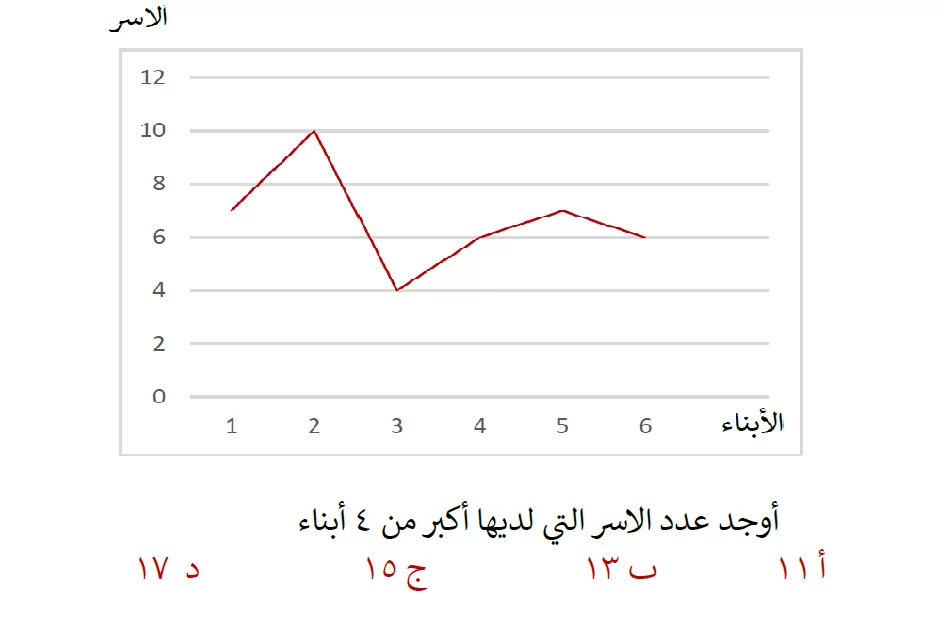 الاسر
12
10
8
6
4
2
0
1 2 3 4 5 6 الأبناء
أوجد عدد الاسر التي لديها أكبر من ٤ أبناء
أ ١١ ب ١٣ ج ١٥ د ١٧